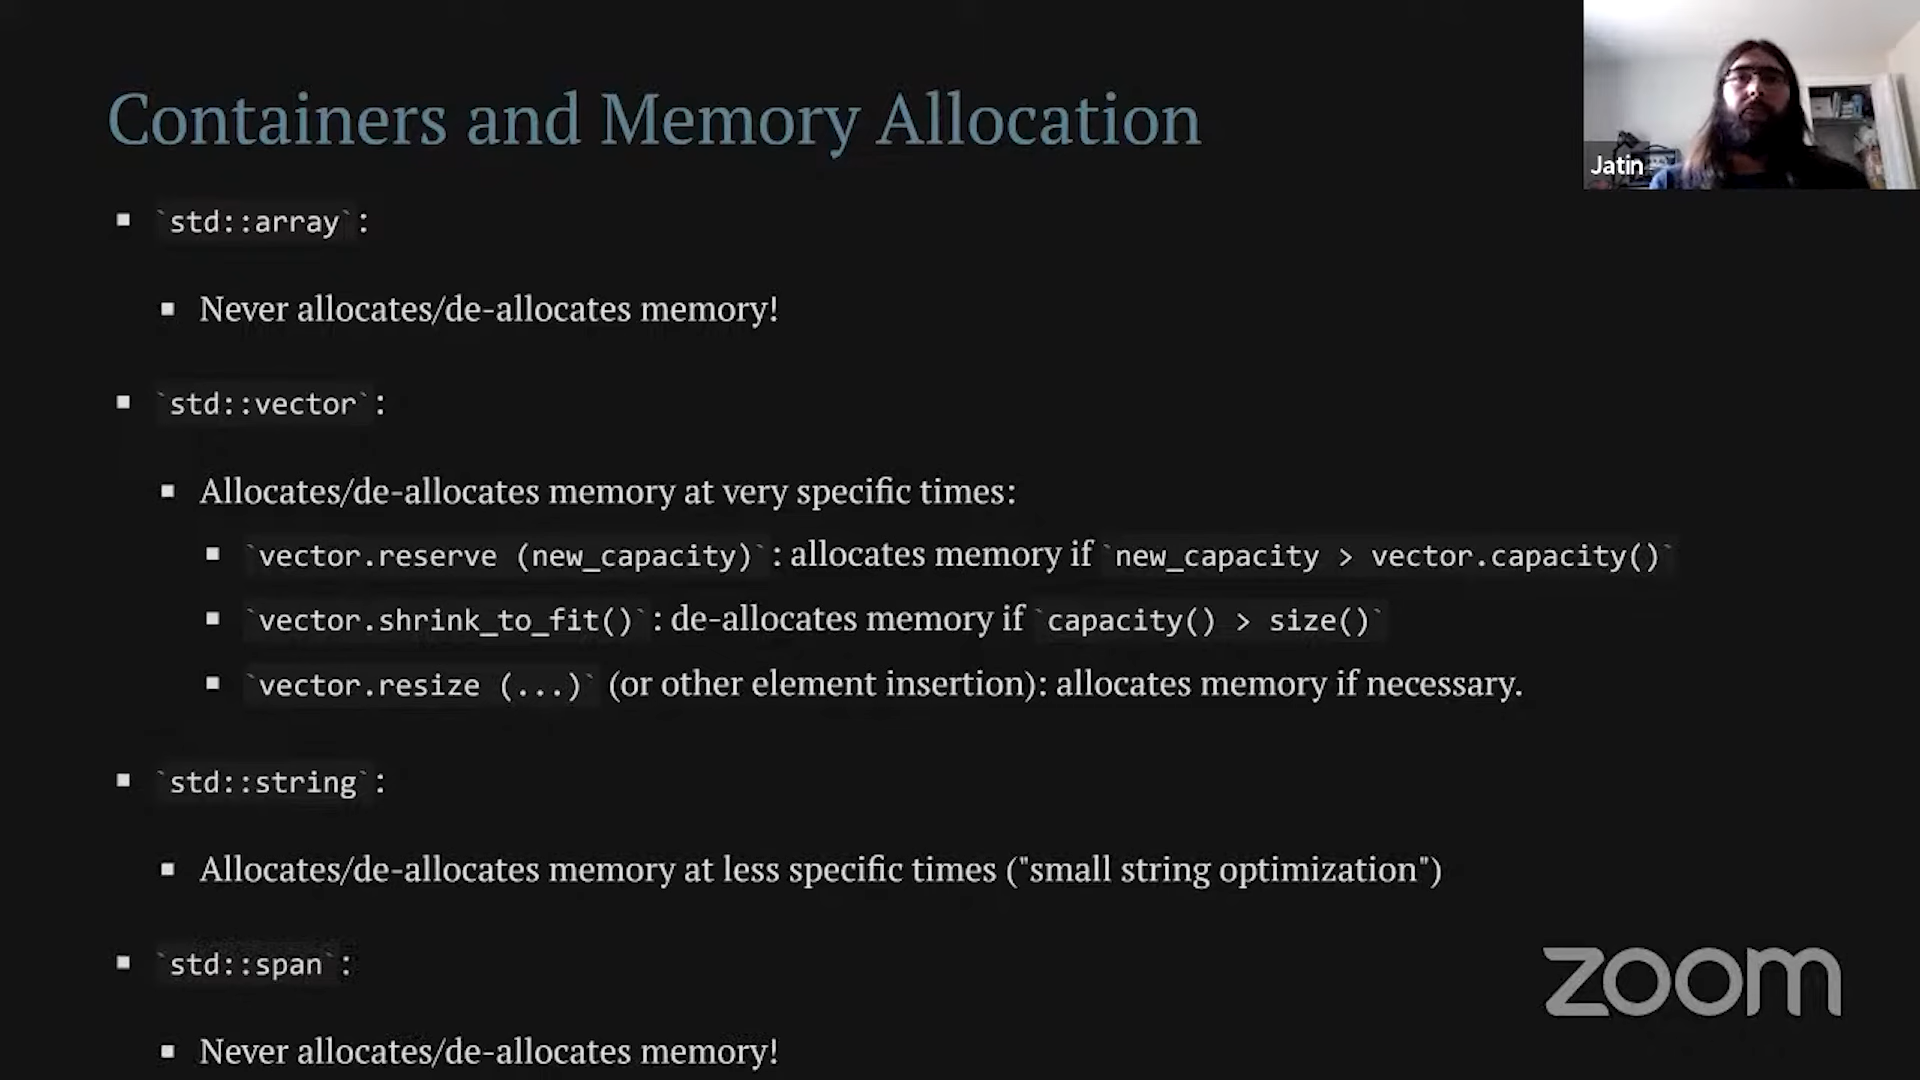 Containers and Memory Allocation
Jatin
`std::array`:
Never allocates/de-allocates memory!
`std::vector`:
Allocates/de-allocates memory at very specific times:
`vector.reserve (new_capacity)`: allocates memory if `new_capacity > vector.capacity()`
`vector.shrink_to_fit()`: de-allocates memory if `capacity() > size()`
`vector.resize (...)` (or other element insertion): allocates memory if necessary.
`std::string`:
Allocates/de-allocates memory at less specific times ("small string optimization")
`std::span`:
Never allocates/de-allocates memory!
zoom